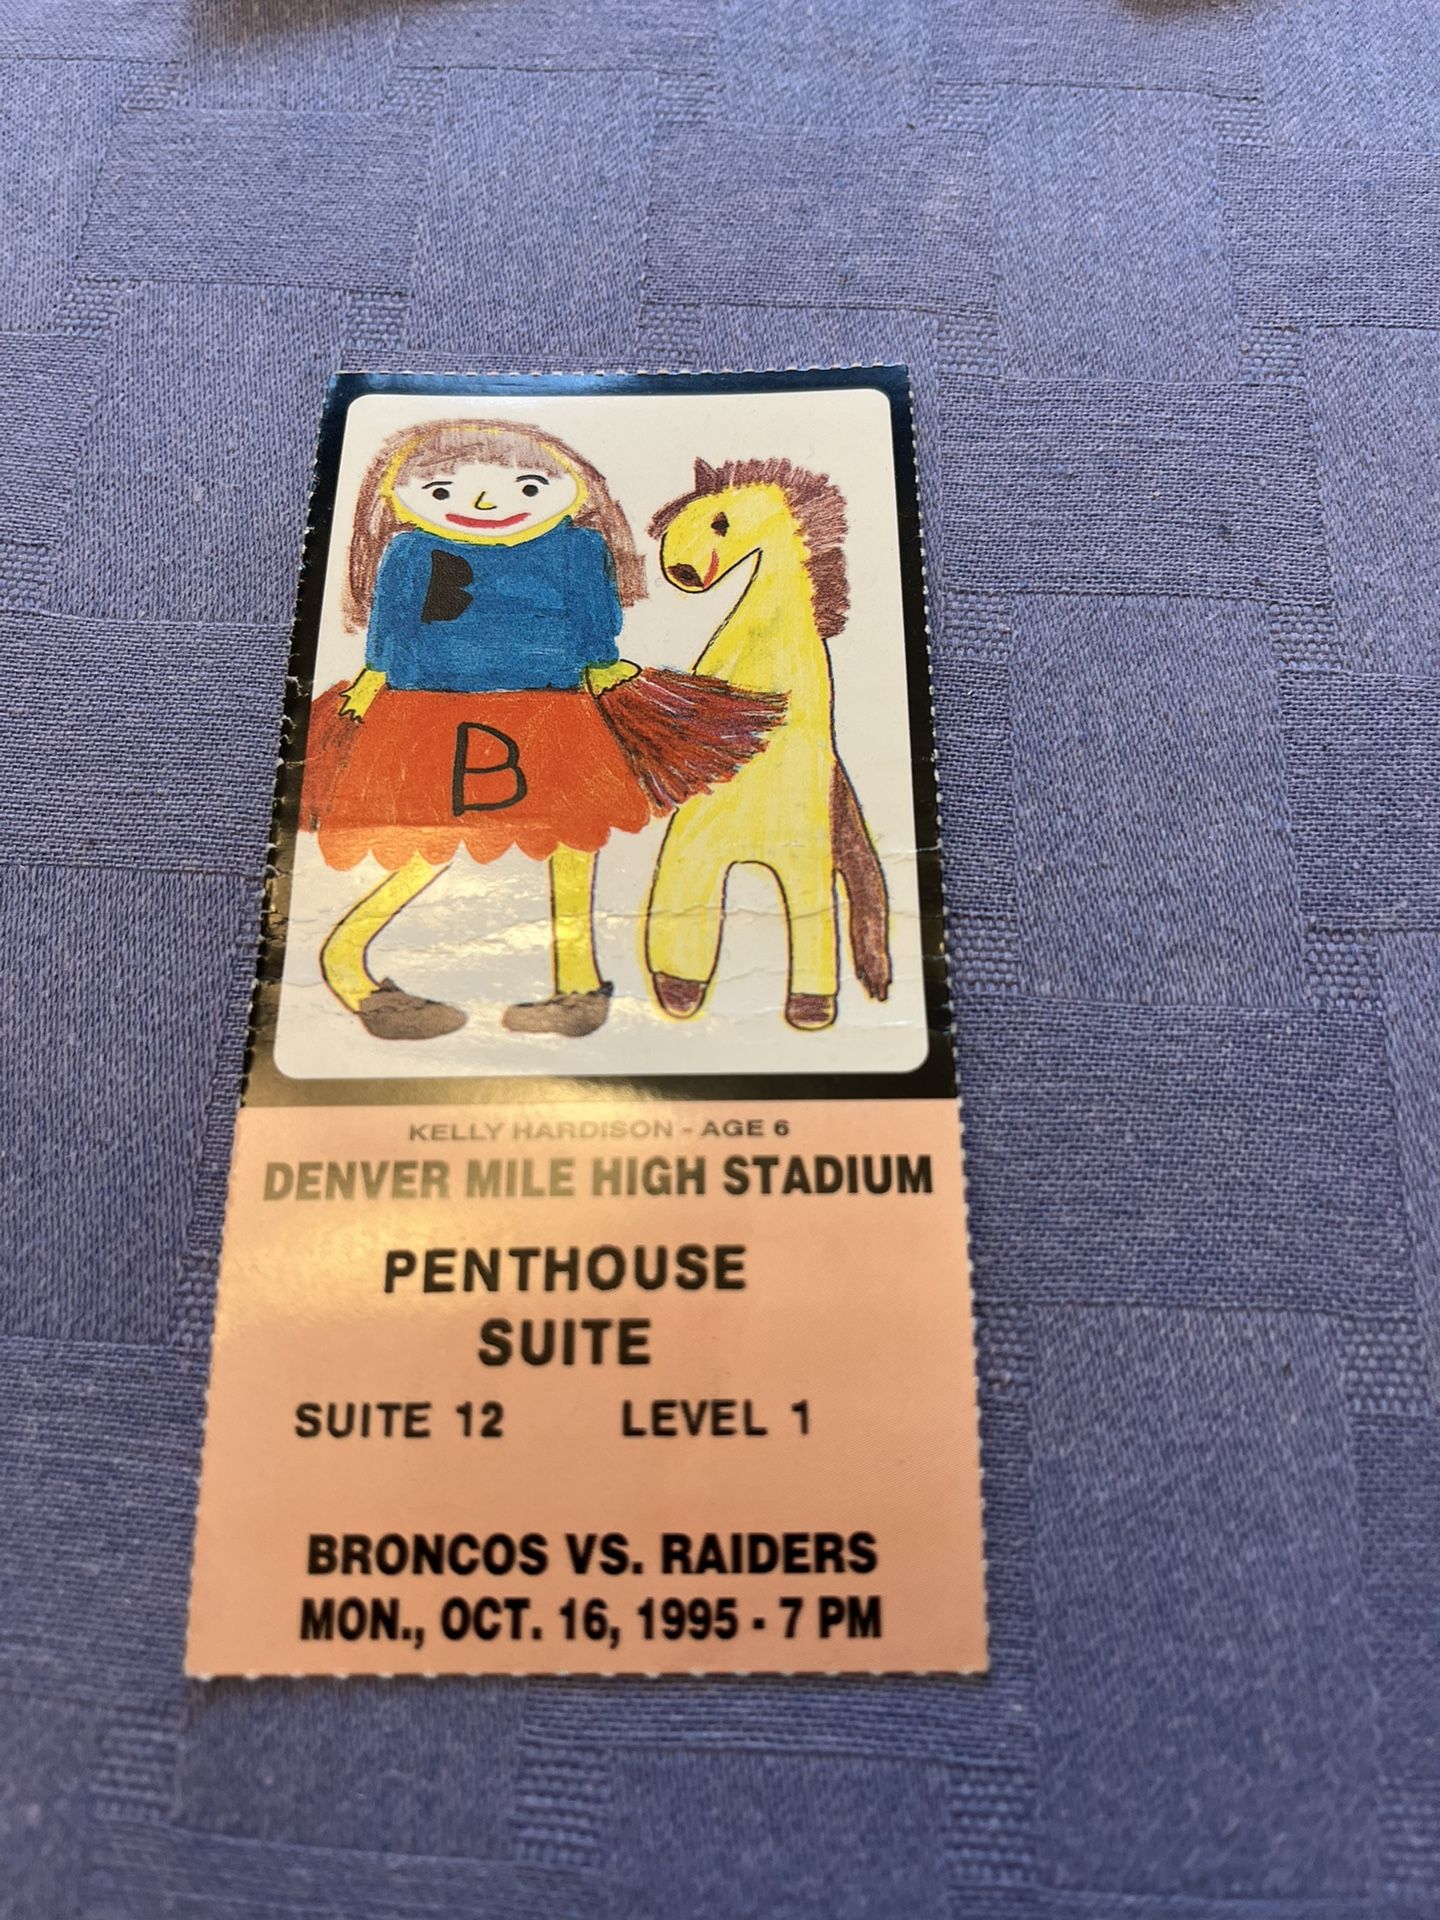 B
B
KELLY HARDISON - AGE 6
DENVER MILE HIGH STADIUM
PENTHOUSE
SUITE
SUITE 12 LEVEL 1
BRONCOS VS. RAIDERS
MON., OCT. 16, 1995 - 7 PM